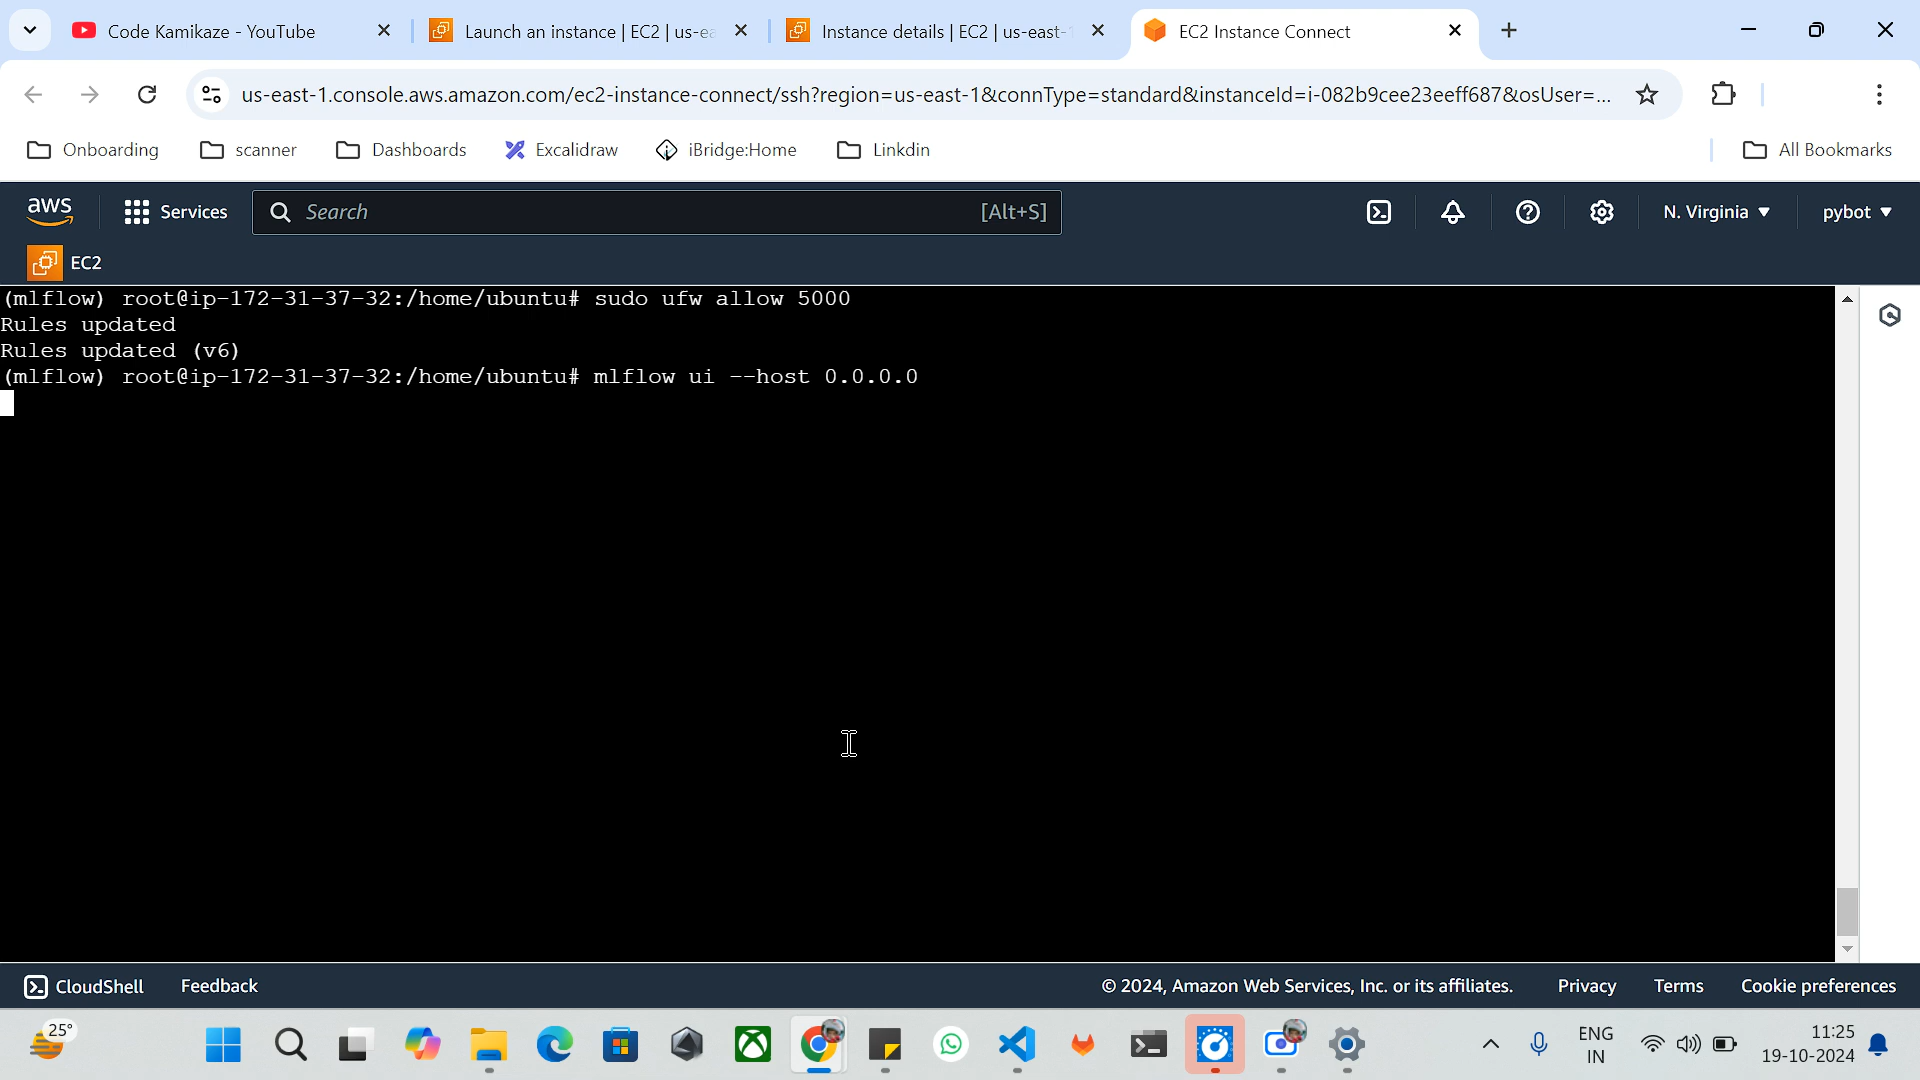 Code Kamikaze - YouTube
Launch an instance | EC2 | us-ea
Instance details | EC2 | us-east-1
EC2 Instance Connect
us-east-1.console.aws.amazon.com/ec2-instance-connect/ssh?region=us-east-1&connType=standard&instanceId=i-082b9cee23eeff687&osUser=...
Onboarding
scanner
Dashboards
Excalidraw
iBridge:Home
Linkdin
All Bookmarks
aws
Services
Search
[Alt+S]
N. Virginia
pybot
EC2
(mlflow) root@ip-172-31-37-32:/home/ubuntu# sudo ufw allow 5000
Rules updated
Rules updated (v6)
(mlflow) root@ip-172-31-37-32:/home/ubuntu# mlflow ui --host 0.0.0.0
CloudShell
Feedback
© 2024, Amazon Web Services, Inc. or its affiliates.
Privacy
Terms
Cookie preferences
25°
ENG
IN
11:25
19-10-2024